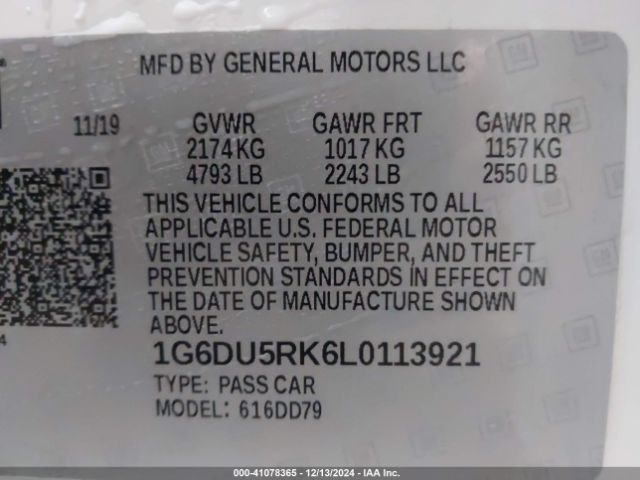 MFD BY GENERAL MOTORS LLC
11/19 GVWR GAWR FRT GAWR RR
2174 KG 1017 KG 1157 KG
4793 LB 2243 LB 2550 LB
THIS VEHICLE CONFORMS TO ALL
APPLICABLE U.S. FEDERAL MOTOR
VEHICLE SAFETY, BUMPER, AND THEFT
PREVENTION STANDARDS IN EFFECT ON
THE DATE OF MANUFACTURE SHOWN
ABOVE.
4
1G6DU5RK6L0113921
TYPE: PASS CAR
MODEL: 616DD79
000-41078365 - 12/13/2024 - IAA Inc.